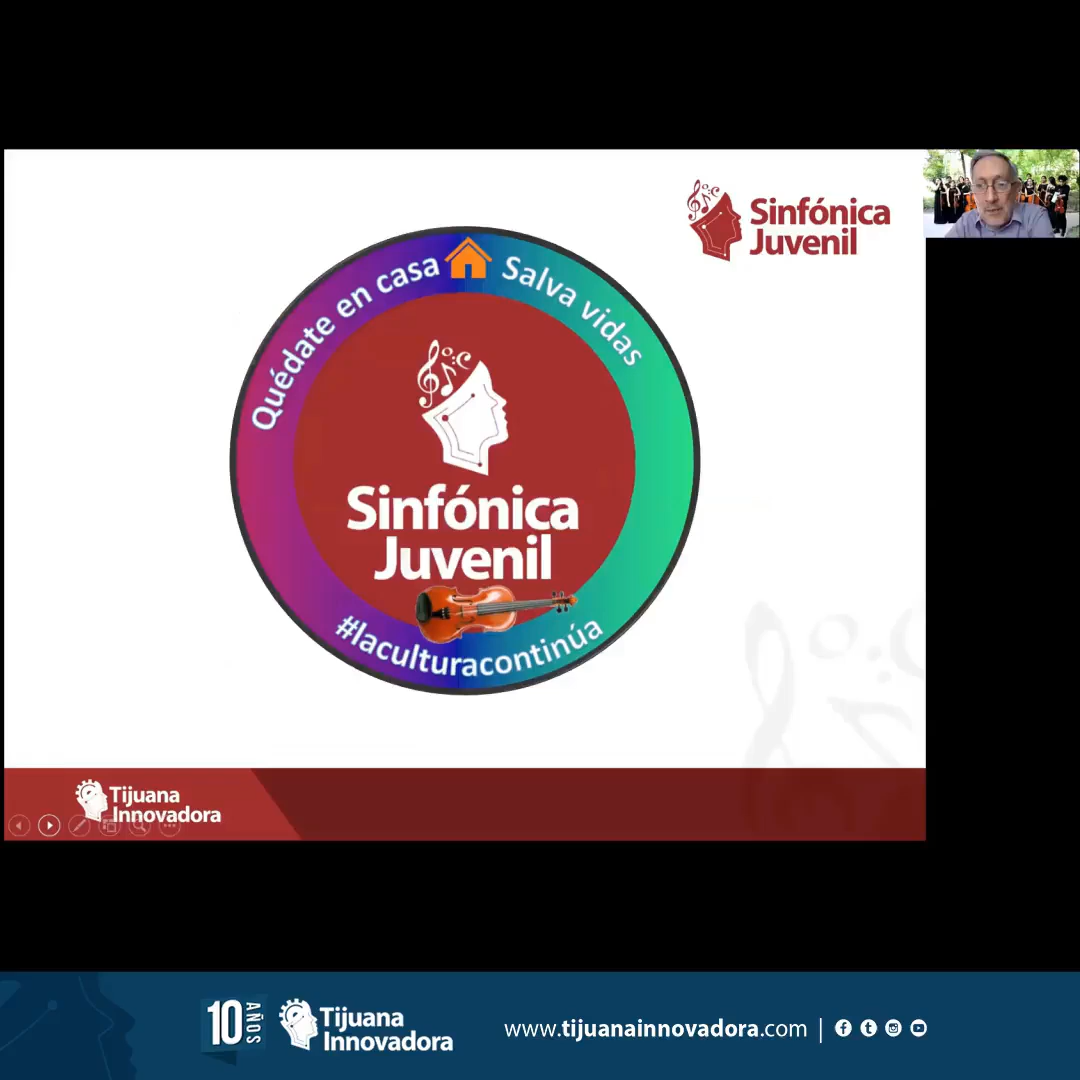 Sinfónica
Juvenil
Quédate en casa Salva vidas
Sinfónica
Juvenil
#laculturacontinúa
Tijuana
Innovadora
10 AÑOS
Tijuana
Innovadora
www.tijuanainnovadora.com |